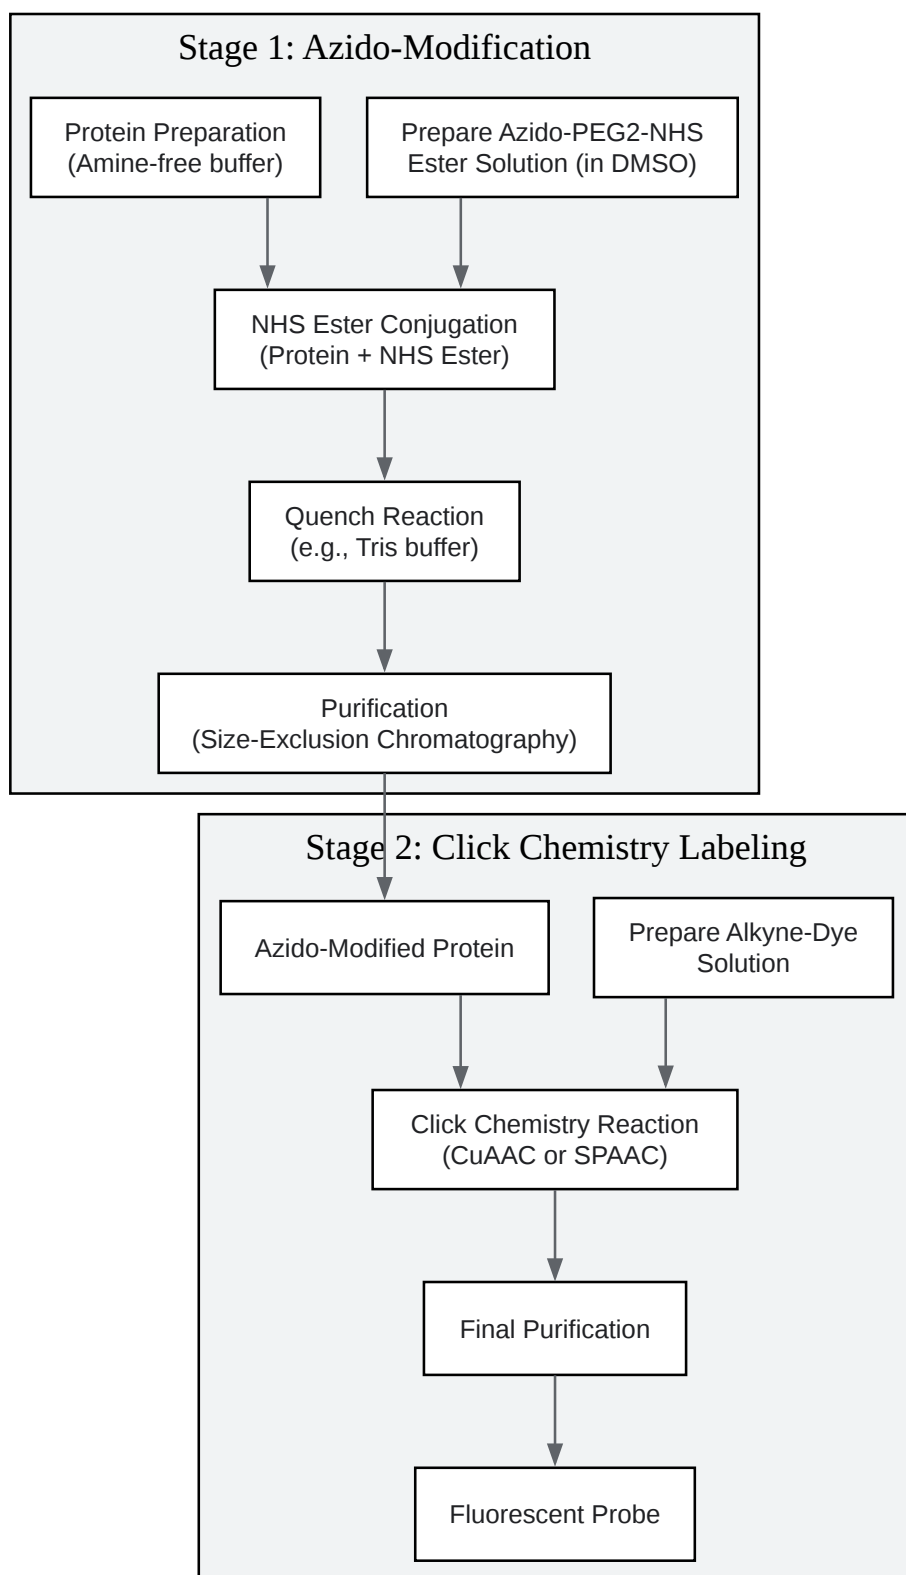 Stage 1: Azido-Modification
Protein Preparation
(Amine-free buffer)
Prepare Azido-PEG2-NHS
Ester Solution (in DMSO)
NHS Ester Conjugation
(Protein + NHS Ester)
Quench Reaction
(e.g., Tris buffer)
Purification
(Size-Exclusion Chromatography)
Stage 2: Click Chemistry Labeling
Azido-Modified Protein
Prepare Alkyne-Dye
Solution
Click Chemistry Reaction
(CuAAC or SPAAC)
Final Purification
Fluorescent Probe